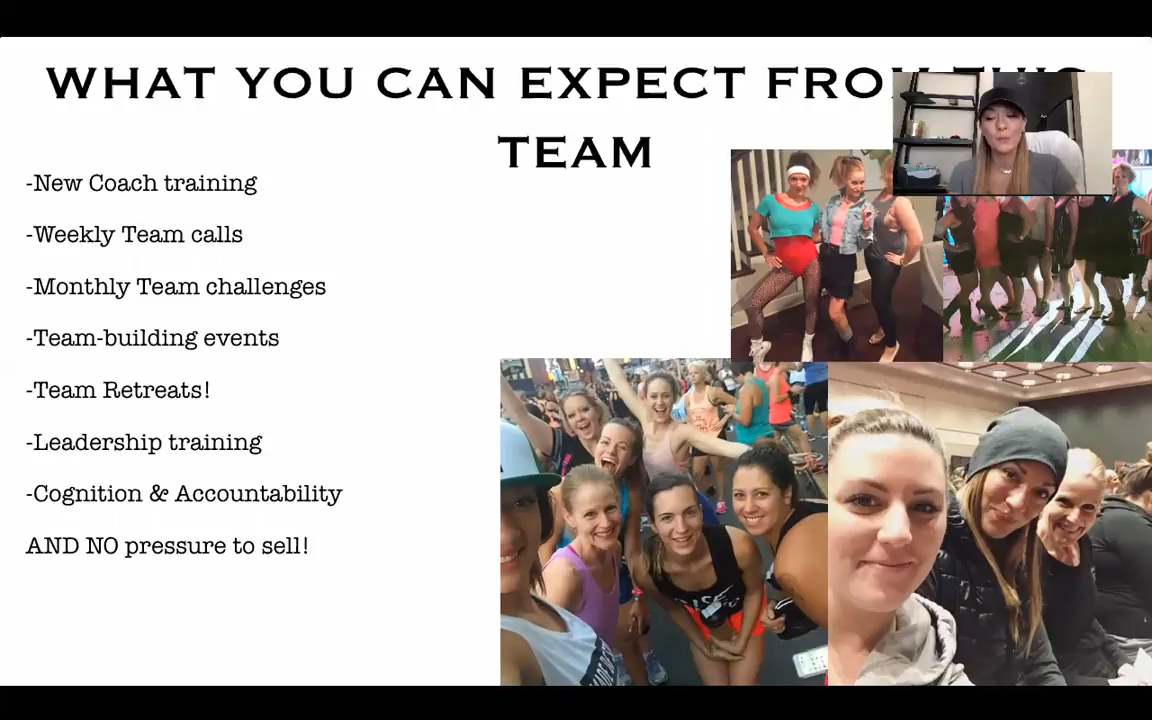 WHAT YOU CAN EXPECT FROM THIS
TEAM
-New Coach training
-Weekly Team calls
-Monthly Team challenges
-Team-building events
-Team Retreats!
-Leadership training
-Cognition & Accountability
AND NO pressure to sell!